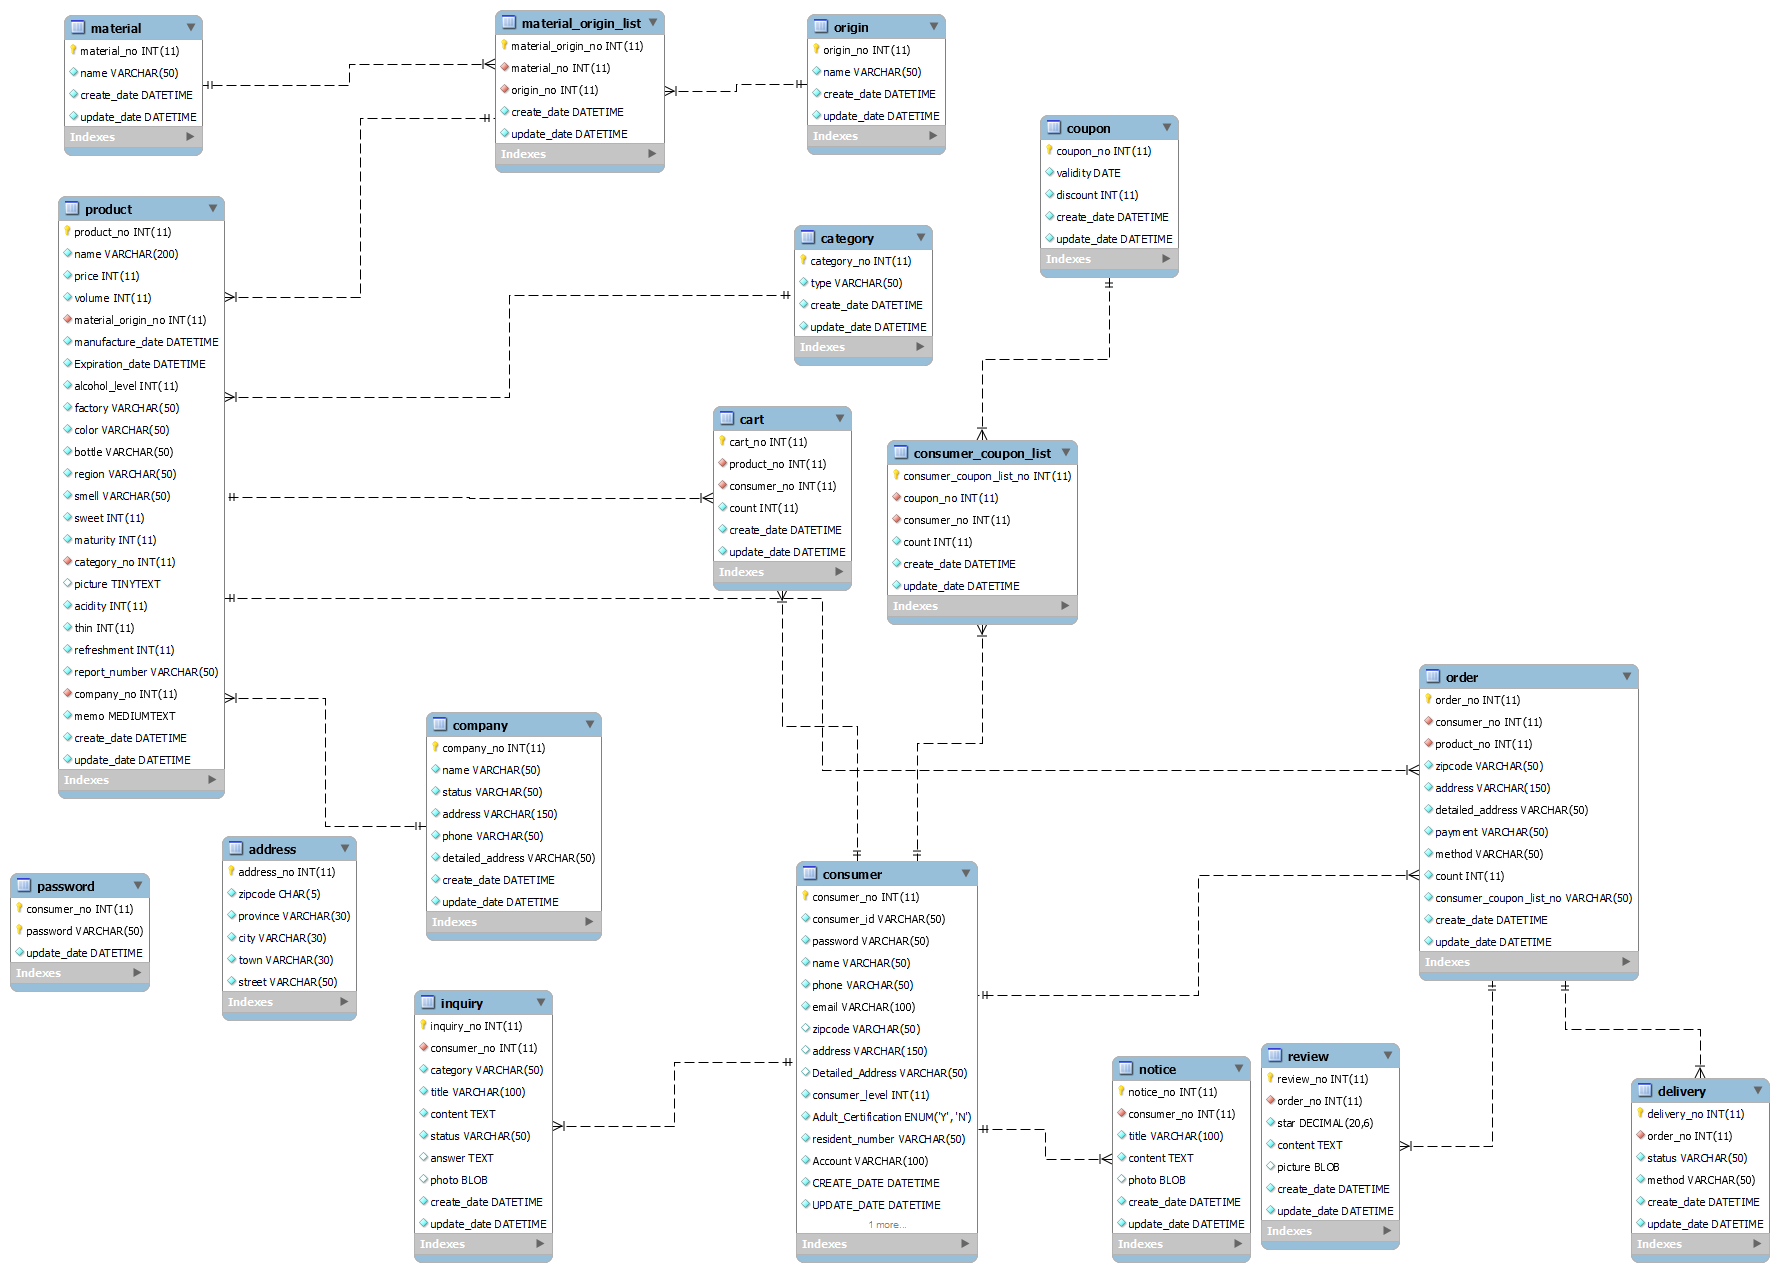 material
material_no INT(11)
name VARCHAR(50)
create_date DATETIME
update_date DATETIME
Indexes
material_origin_list
material_origin_no INT(11)
material_no INT(11)
origin_no INT(11)
create_date DATETIME
update_date DATETIME
Indexes
origin
origin_no INT(11)
name VARCHAR(50)
create_date DATETIME
update_date DATETIME
Indexes
coupon
coupon_no INT(11)
validity DATE
discount INT(11)
create_date DATETIME
update_date DATETIME
Indexes
product
product_no INT(11)
name VARCHAR(200)
price INT(11)
volume INT(11)
material_origin_no INT(11)
manufacture_date DATETIME
Expiration_date DATETIME
alcohol_level INT(11)
factory VARCHAR(50)
color VARCHAR(50)
bottle VARCHAR(50)
region VARCHAR(50)
smell VARCHAR(50)
sweet INT(11)
maturity INT(11)
category_no INT(11)
picture TINYTEXT
acidity INT(11)
thin INT(11)
refreshment INT(11)
report_number VARCHAR(50)
company_no INT(11)
memo MEDIUMTEXT
create_date DATETIME
update_date DATETIME
Indexes
category
category_no INT(11)
type VARCHAR(50)
create_date DATETIME
update_date DATETIME
Indexes
cart
cart_no INT(11)
product_no INT(11)
consumer_no INT(11)
count INT(11)
create_date DATETIME
update_date DATETIME
Indexes
consumer_coupon_list
consumer_coupon_list_no INT(11)
coupon_no INT(11)
consumer_no INT(11)
count INT(11)
create_date DATETIME
update_date DATETIME
Indexes
order
order_no INT(11)
consumer_no INT(11)
product_no INT(11)
zipcode VARCHAR(50)
address VARCHAR(150)
detailed_address VARCHAR(50)
payment VARCHAR(50)
method VARCHAR(50)
count INT(11)
consumer_coupon_list_no VARCHAR(50)
create_date DATETIME
update_date DATETIME
Indexes
company
company_no INT(11)
name VARCHAR(50)
status VARCHAR(50)
address VARCHAR(150)
phone VARCHAR(50)
detailed_address VARCHAR(50)
create_date DATETIME
update_date DATETIME
Indexes
address
address_no INT(11)
zipcode CHAR(5)
province VARCHAR(30)
city VARCHAR(30)
town VARCHAR(30)
street VARCHAR(50)
Indexes
password
consumer_no INT(11)
password VARCHAR(50)
update_date DATETIME
Indexes
consumer
consumer_no INT(11)
consumer_id VARCHAR(50)
password VARCHAR(50)
name VARCHAR(50)
phone VARCHAR(50)
email VARCHAR(100)
zipcode VARCHAR(50)
address VARCHAR(150)
Detailed_Address VARCHAR(50)
consumer_level INT(11)
Adult_Certification ENUM('Y', 'N')
resident_number VARCHAR(50)
Account VARCHAR(100)
CREATE_DATE DATETIME
UPDATE_DATE DATETIME
1 more...
Indexes
inquiry
inquiry_no INT(11)
consumer_no INT(11)
category VARCHAR(50)
title VARCHAR(100)
content TEXT
status VARCHAR(50)
answer TEXT
photo BLOB
create_date DATETIME
update_date DATETIME
Indexes
notice
notice_no INT(11)
consumer_no INT(11)
title VARCHAR(100)
content TEXT
photo BLOB
create_date DATETIME
update_date DATETIME
Indexes
review
review_no INT(11)
order_no INT(11)
star DECIMAL(20,6)
content TEXT
picture BLOB
create_date DATETIME
update_date DATETIME
Indexes
delivery
delivery_no INT(11)
order_no INT(11)
status VARCHAR(50)
method VARCHAR(50)
create_date DATETIME
update_date DATETIME
Indexes